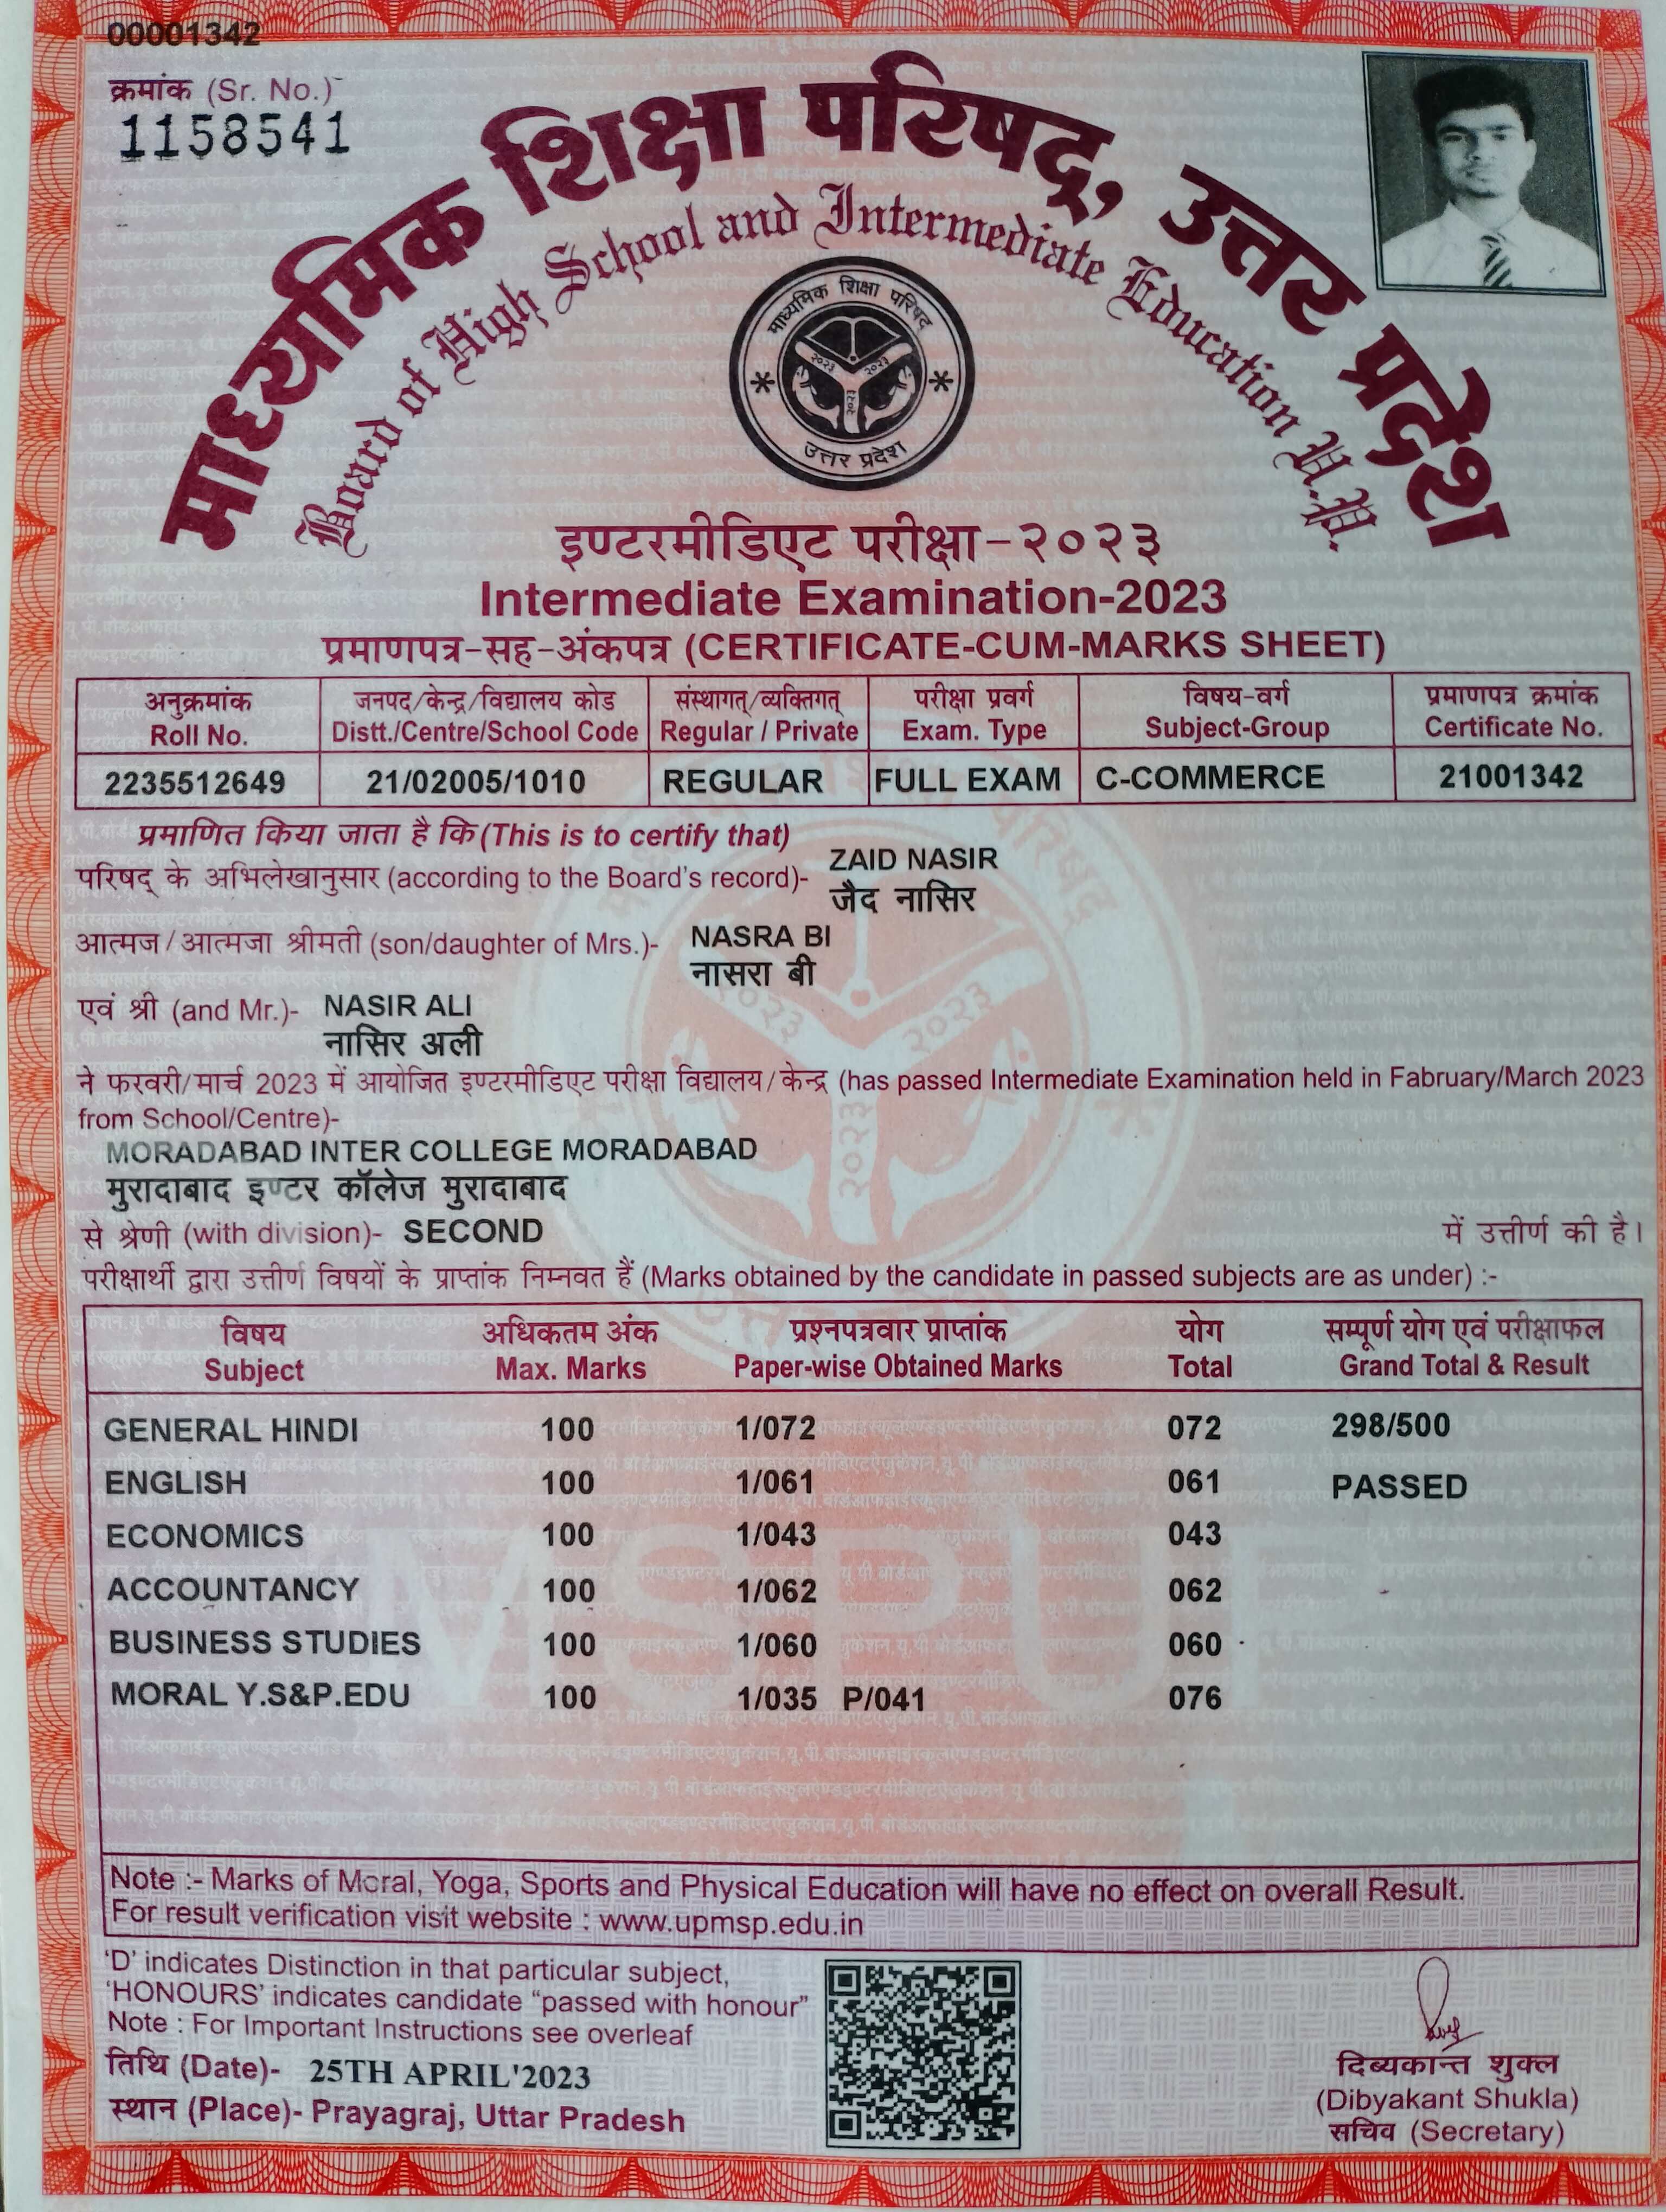 00001342
क्रमांक (Sr. No.)
1158541
माध्यमिक शिक्षा परिषद्, उत्तर प्रदेश
Board of High School and Intermediate Education U.P.
माध्यमिक शिक्षा परिषद्
२०२३ २०२३
२०२३
उत्तर प्रदेश
इण्टरमीडिएट परीक्षा-२०२३
Intermediate Examination-2023
प्रमाणपत्र-सह-अंकपत्र (CERTIFICATE-CUM-MARKS SHEET)
अनुक्रमांक जनपद/केन्द्र/विद्यालय कोड संस्थागत्/व्यक्तिगत् परीक्षा प्रवर्ग विषय-वर्ग प्रमाणपत्र क्रमांक
Roll No. Distt./Centre/School Code Regular / Private Exam. Type Subject-Group Certificate No.
2235512649 21/02005/1010 REGULAR FULL EXAM C-COMMERCE 21001342
प्रमाणित किया जाता है कि (This is to certify that)
परिषद् के अभिलेखानुसार (according to the Board's record)- ZAID NASIR
जैद नासिर
आत्मज/आत्मजा श्रीमती (son/daughter of Mrs.)- NASRA BI
नासरा बी
एवं श्री (and Mr.)- NASIR ALI
नासिर अली
ने फरवरी/मार्च 2023 में आयोजित इण्टरमीडिएट परीक्षा विद्यालय/केन्द्र (has passed Intermediate Examination held in Fabruary/March 2023
from School/Centre)-
MORADABAD INTER COLLEGE MORADABAD
मुरादाबाद इण्टर कॉलेज मुरादाबाद
से श्रेणी (with division)- SECOND में उत्तीर्ण की है।
परीक्षार्थी द्वारा उत्तीर्ण विषयों के प्राप्तांक निम्नवत हैं (Marks obtained by the candidate in passed subjects are as under) :-
विषय अधिकतम अंक प्रश्नपत्रवार प्राप्तांक योग सम्पूर्ण योग एवं परीक्षाफल
Subject Max. Marks Paper-wise Obtained Marks Total Grand Total & Result
GENERAL HINDI 100 1/072 072 298/500
ENGLISH 100 1/061 061 PASSED
ECONOMICS 100 1/043 043
ACCOUNTANCY 100 1/062 062
BUSINESS STUDIES 100 1/060 060
MORAL Y.S&P.EDU 100 1/035 P/041 076
Note :- Marks of Moral, Yoga, Sports and Physical Education will have no effect on overall Result.
For result verification visit website : www.upmsp.edu.in
'D' indicates Distinction in that particular subject,
'HONOURS' indicates candidate "passed with honour"
Note : For Important Instructions see overleaf
तिथि (Date)- 25TH APRIL'2023
स्थान (Place)- Prayagraj, Uttar Pradesh
दिब्यकान्त शुक्ल
(Dibyakant Shukla)
सचिव (Secretary)